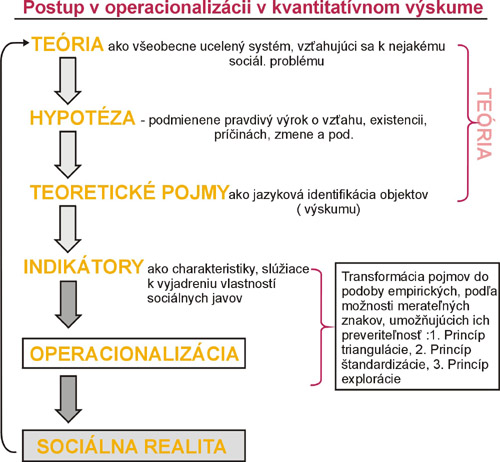 Postup v operacionalizácii v kvantitatívnom výskume
TEÓRIA ako všeobecne ucelený systém, vzťahujúci sa k nejakému
sociál. problému
HYPOTÉZA - podmienene pravdivý výrok o vzťahu, existencii,
príčinách, zmene a pod.
TEÓRIA
TEORETICKÉ POJMY ako jazyková identifikácia objektov
( výskumu)
INDIKÁTORY ako charakteristiky, slúžiace
k vyjadreniu vlastností
sociálnych javov
Transformácia pojmov do
podoby empirických, podľa
možnosti merateľných
znakov, umožňujúcich ich
preveriteľnosť :1. Princíp
triangulácie, 2. Princíp
štandardizácie, 3. Princíp
explorácie
OPERACIONALIZÁCIA
SOCIÁLNA REALITA